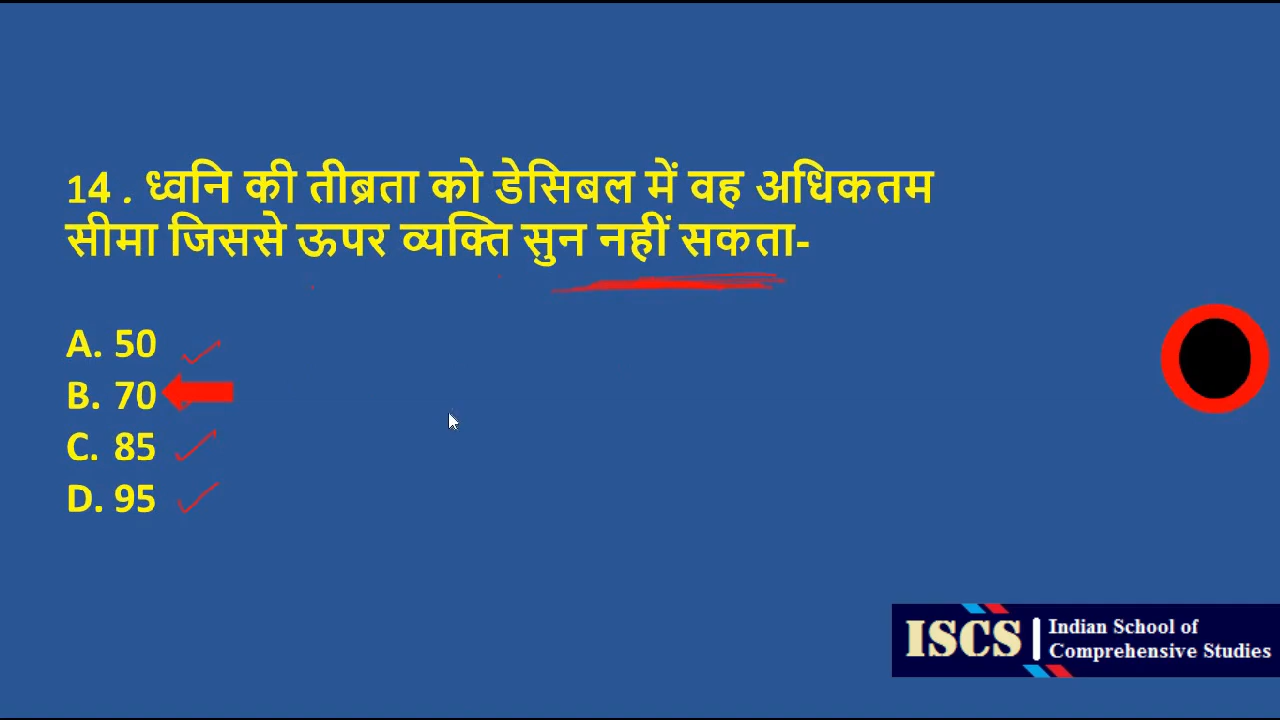 14 . ध्वनि की तीब्रता को डेसिबल में वह अधिकतम
सीमा जिससे ऊपर व्यक्ति सुन नहीं सकता-
A. 50
B. 70
C. 85
D. 95
ISCS
Indian School of
Comprehensive Studies